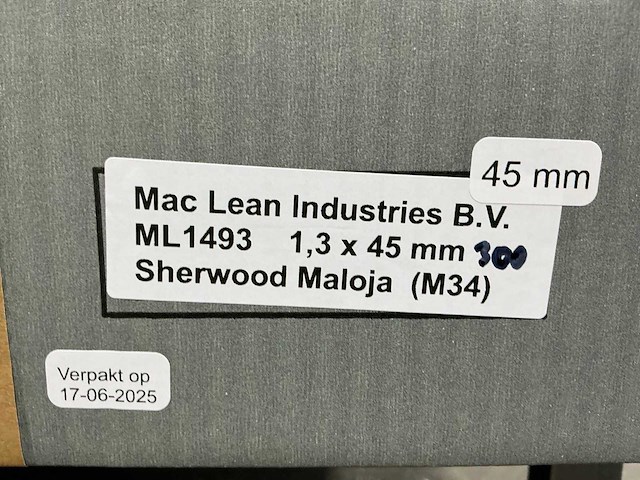 45 mm
Mac Lean Industries B.V.
ML1493 1,3 x 45 mm 300
Sherwood Maloja (M34)
Verpakt op
17-06-2025